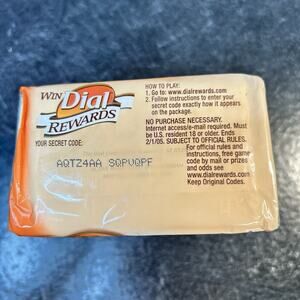 WIN Dial
REWARDS
YOUR SECRET CODE:
AQTZ4AA SQPVQPF
HOW TO PLAY:
1. Go to: www.dialrewards.com
2. Follow instructions to enter your
secret code exactly how it appears
on the package.
NO PURCHASE NECESSARY.
Internet access/e-mail required. Must
be U.S. resident 18 or older. Ends
2/1/05. SUBJECT TO OFFICIAL RULES.
For official rules and
instructions, free game
code by mail or prizes
and odds see
www.dialrewards.com
Keep Original Codes.